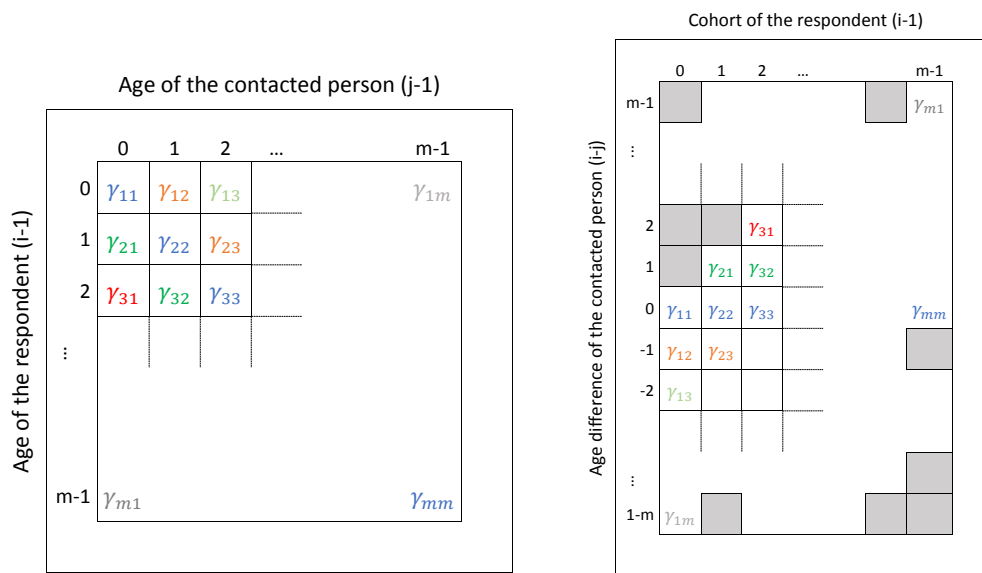 Age of the contacted person (j-1)
0 1 2 ... m-1
Age of the respondent (i-1)
0 γ11 γ12 γ13 γ1m
1 γ21 γ22 γ23
2 γ31 γ32 γ33
...
m-1 γm1 γmm
Cohort of the respondent (i-1)
0 1 2 ... m-1
Age difference of the contacted person (i-j)
m-1 γm1
...
2 γ31
1 γ21 γ32
0 γ11 γ22 γ33 γmm
-1 γ12 γ23
-2 γ13
...
1-m γ1m